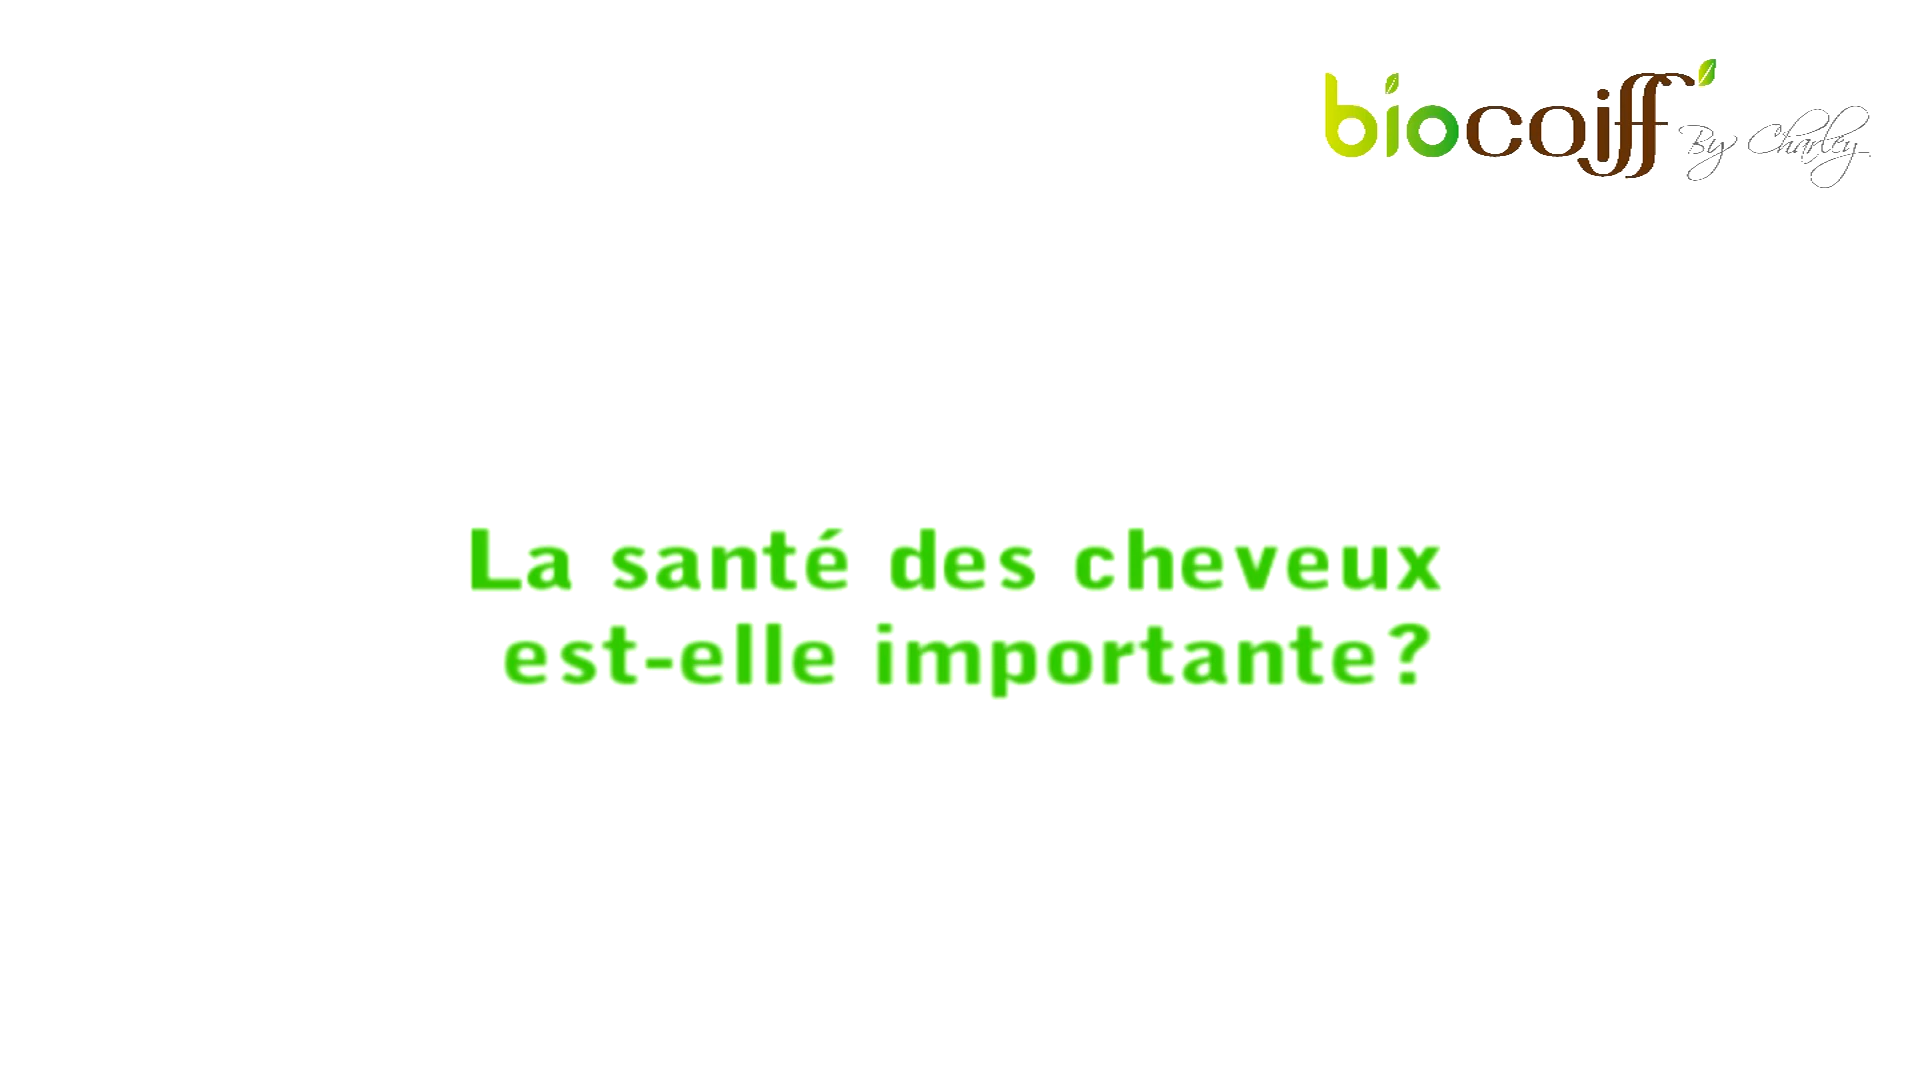 biocoiff' By Charley
La santé des cheveux
est-elle importante?